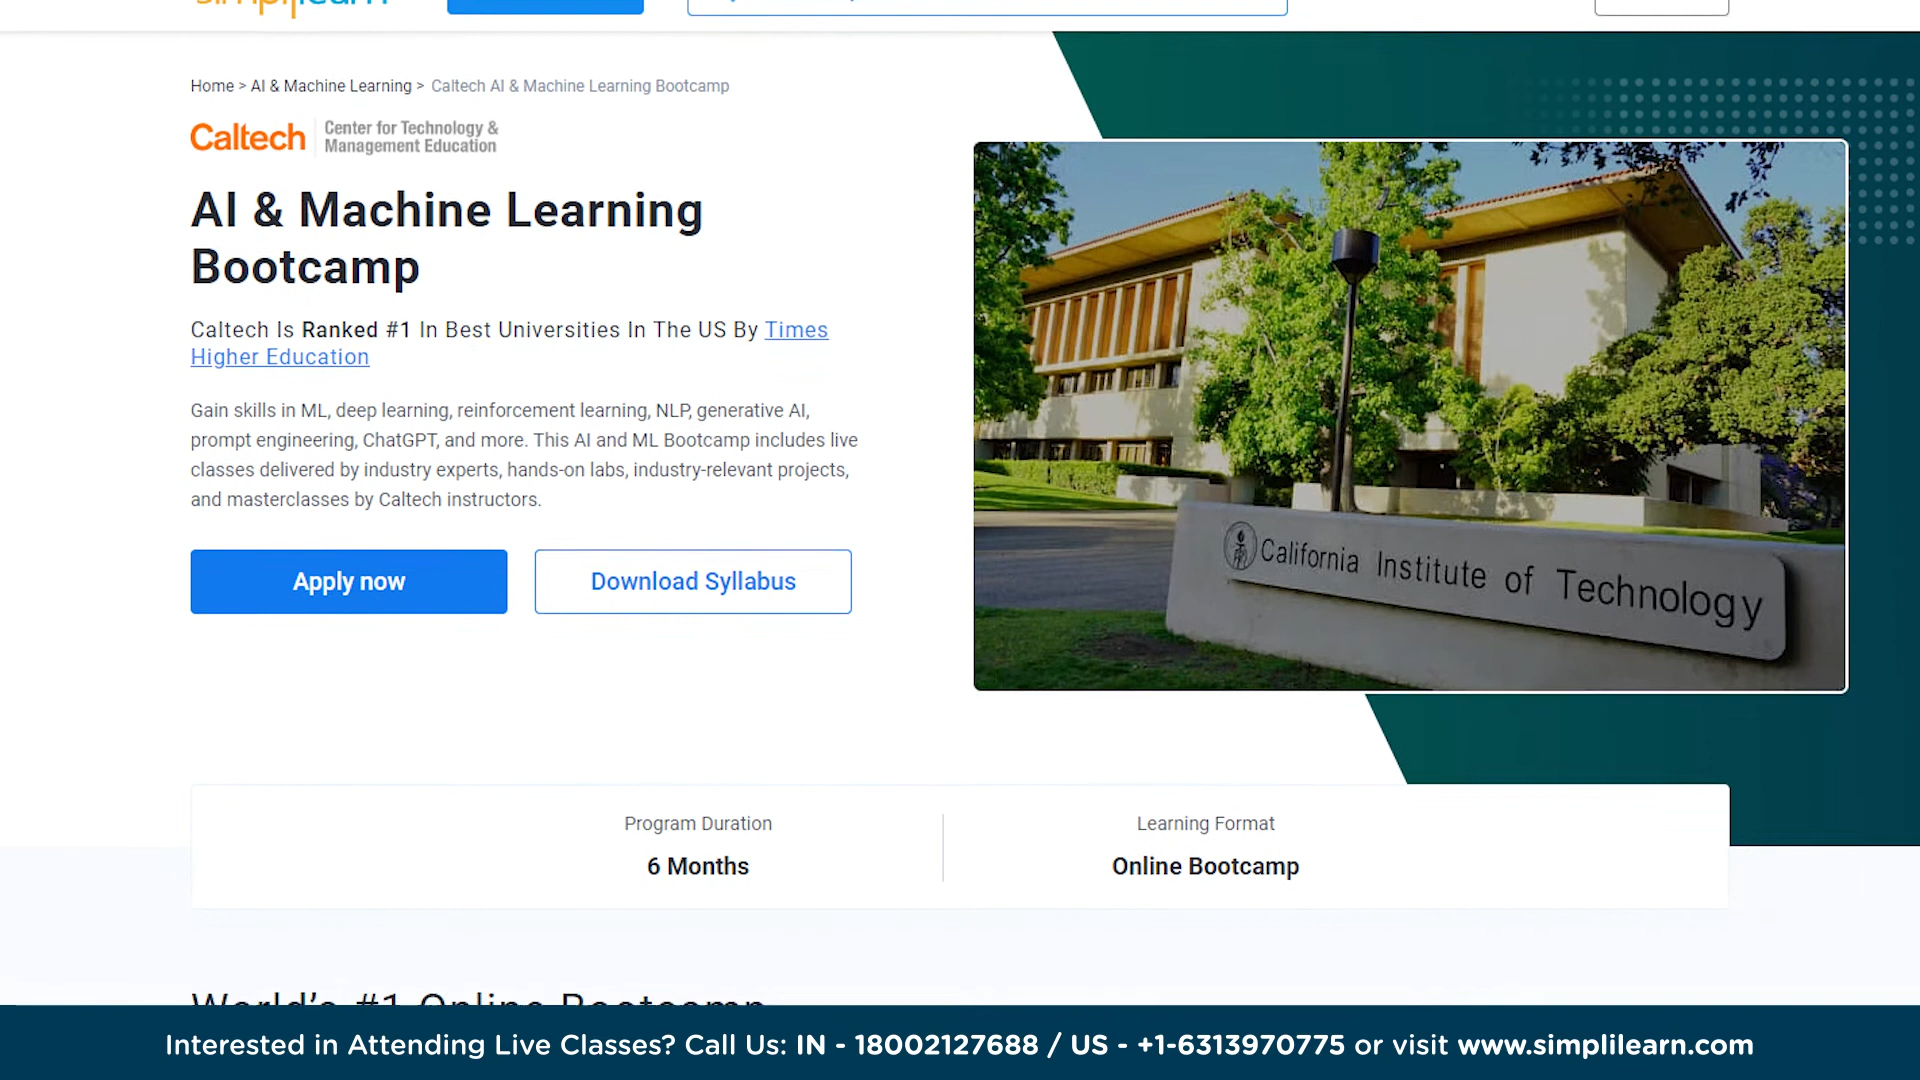 simplilearn
Home > AI & Machine Learning > Caltech AI & Machine Learning Bootcamp
Caltech
Center for Technology &
Management Education
AI & Machine Learning
Bootcamp
Caltech Is Ranked #1 In Best Universities In The US By Times
Higher Education
Gain skills in ML, deep learning, reinforcement learning, NLP, generative AI,
prompt engineering, ChatGPT, and more. This AI and ML Bootcamp includes live
classes delivered by industry experts, hands-on labs, industry-relevant projects,
and masterclasses by Caltech instructors.
Apply now
Download Syllabus
California Institute of Technology
Program Duration
6 Months
Learning Format
Online Bootcamp
World's #1 Online Bootcamp
Interested in Attending Live Classes? Call Us: IN - 18002127688 / US - +1-6313970775 or visit www.simplilearn.com